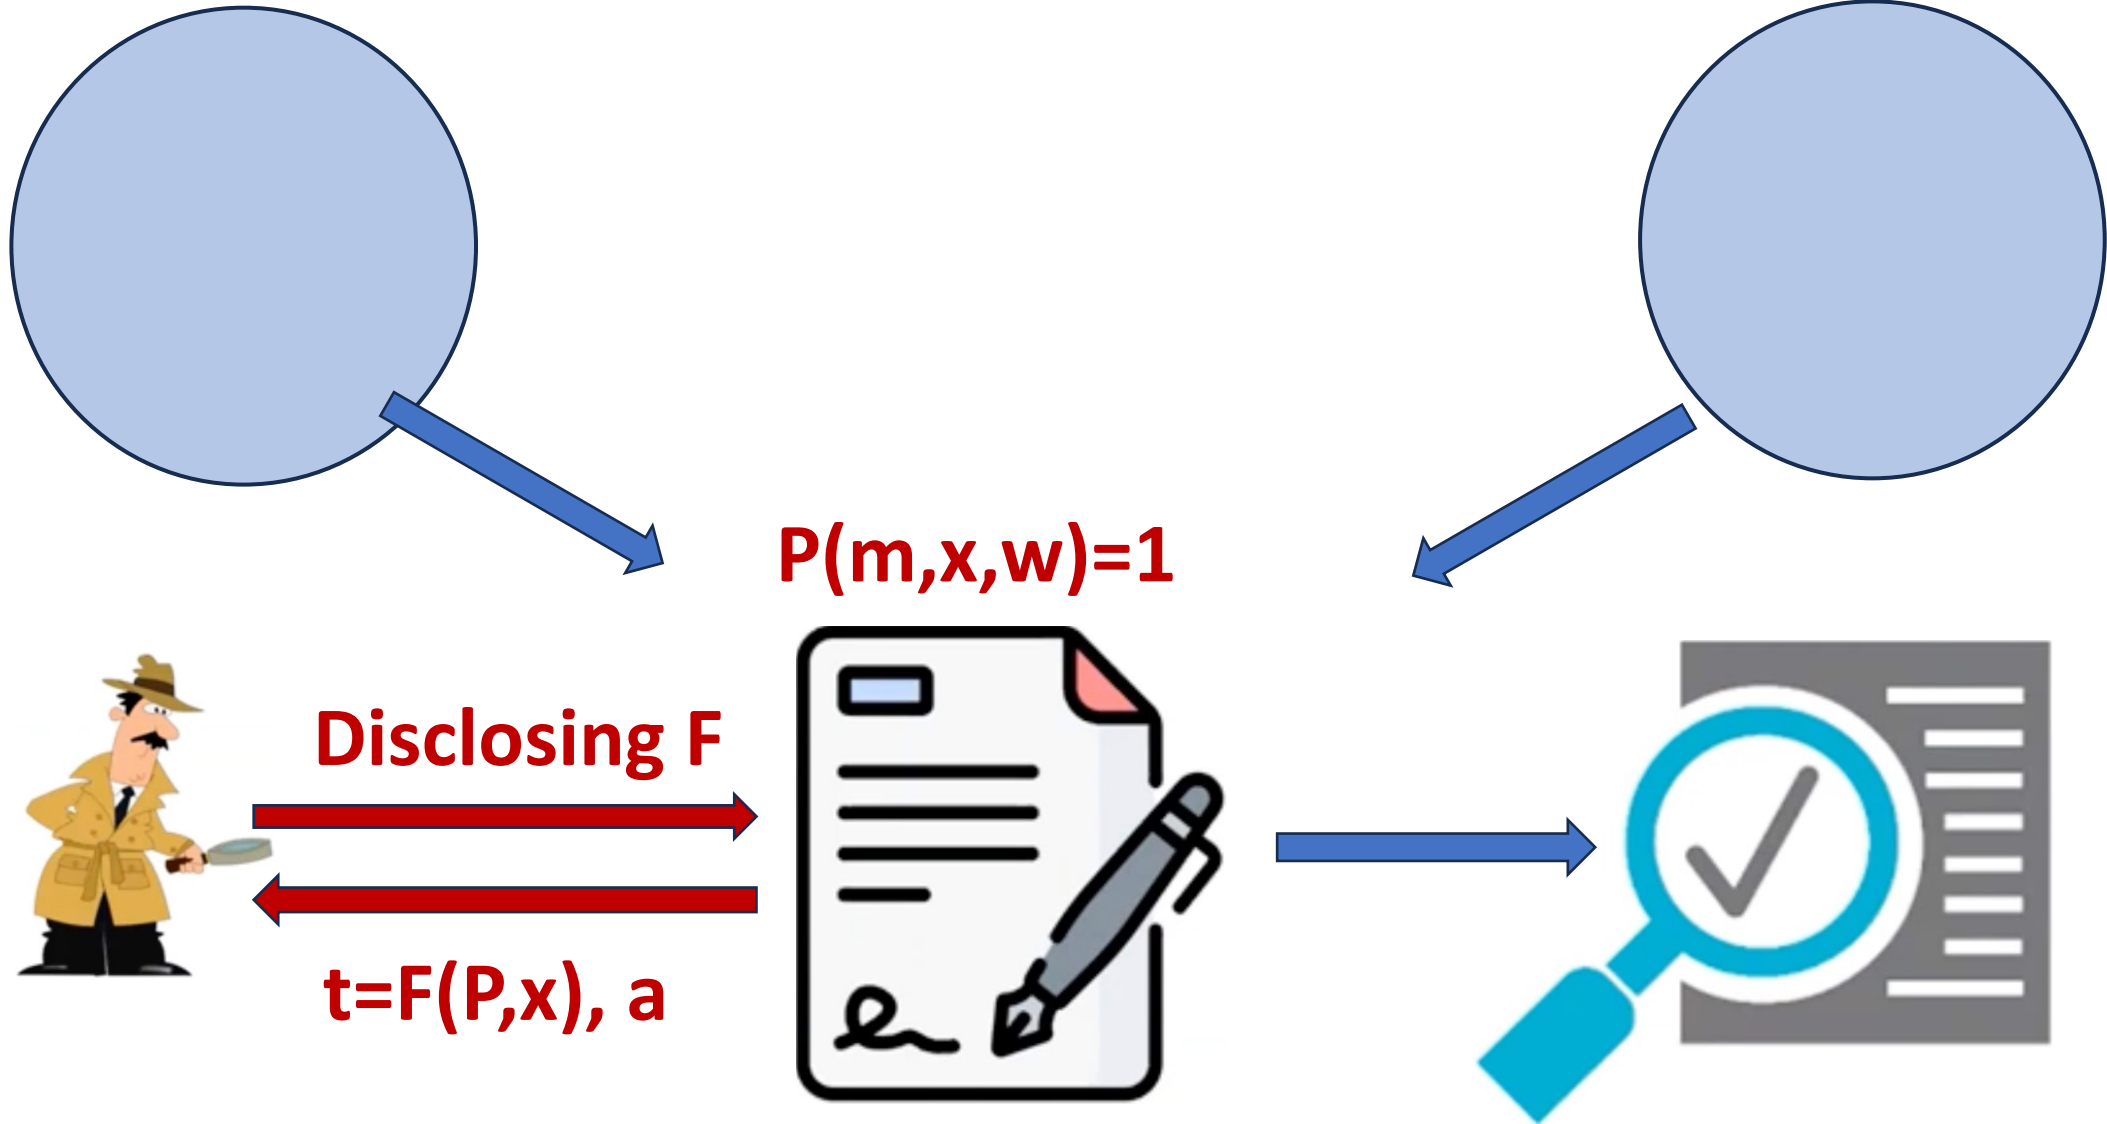 P(m,x,w)=1
Disclosing F
t=F(P,x), a